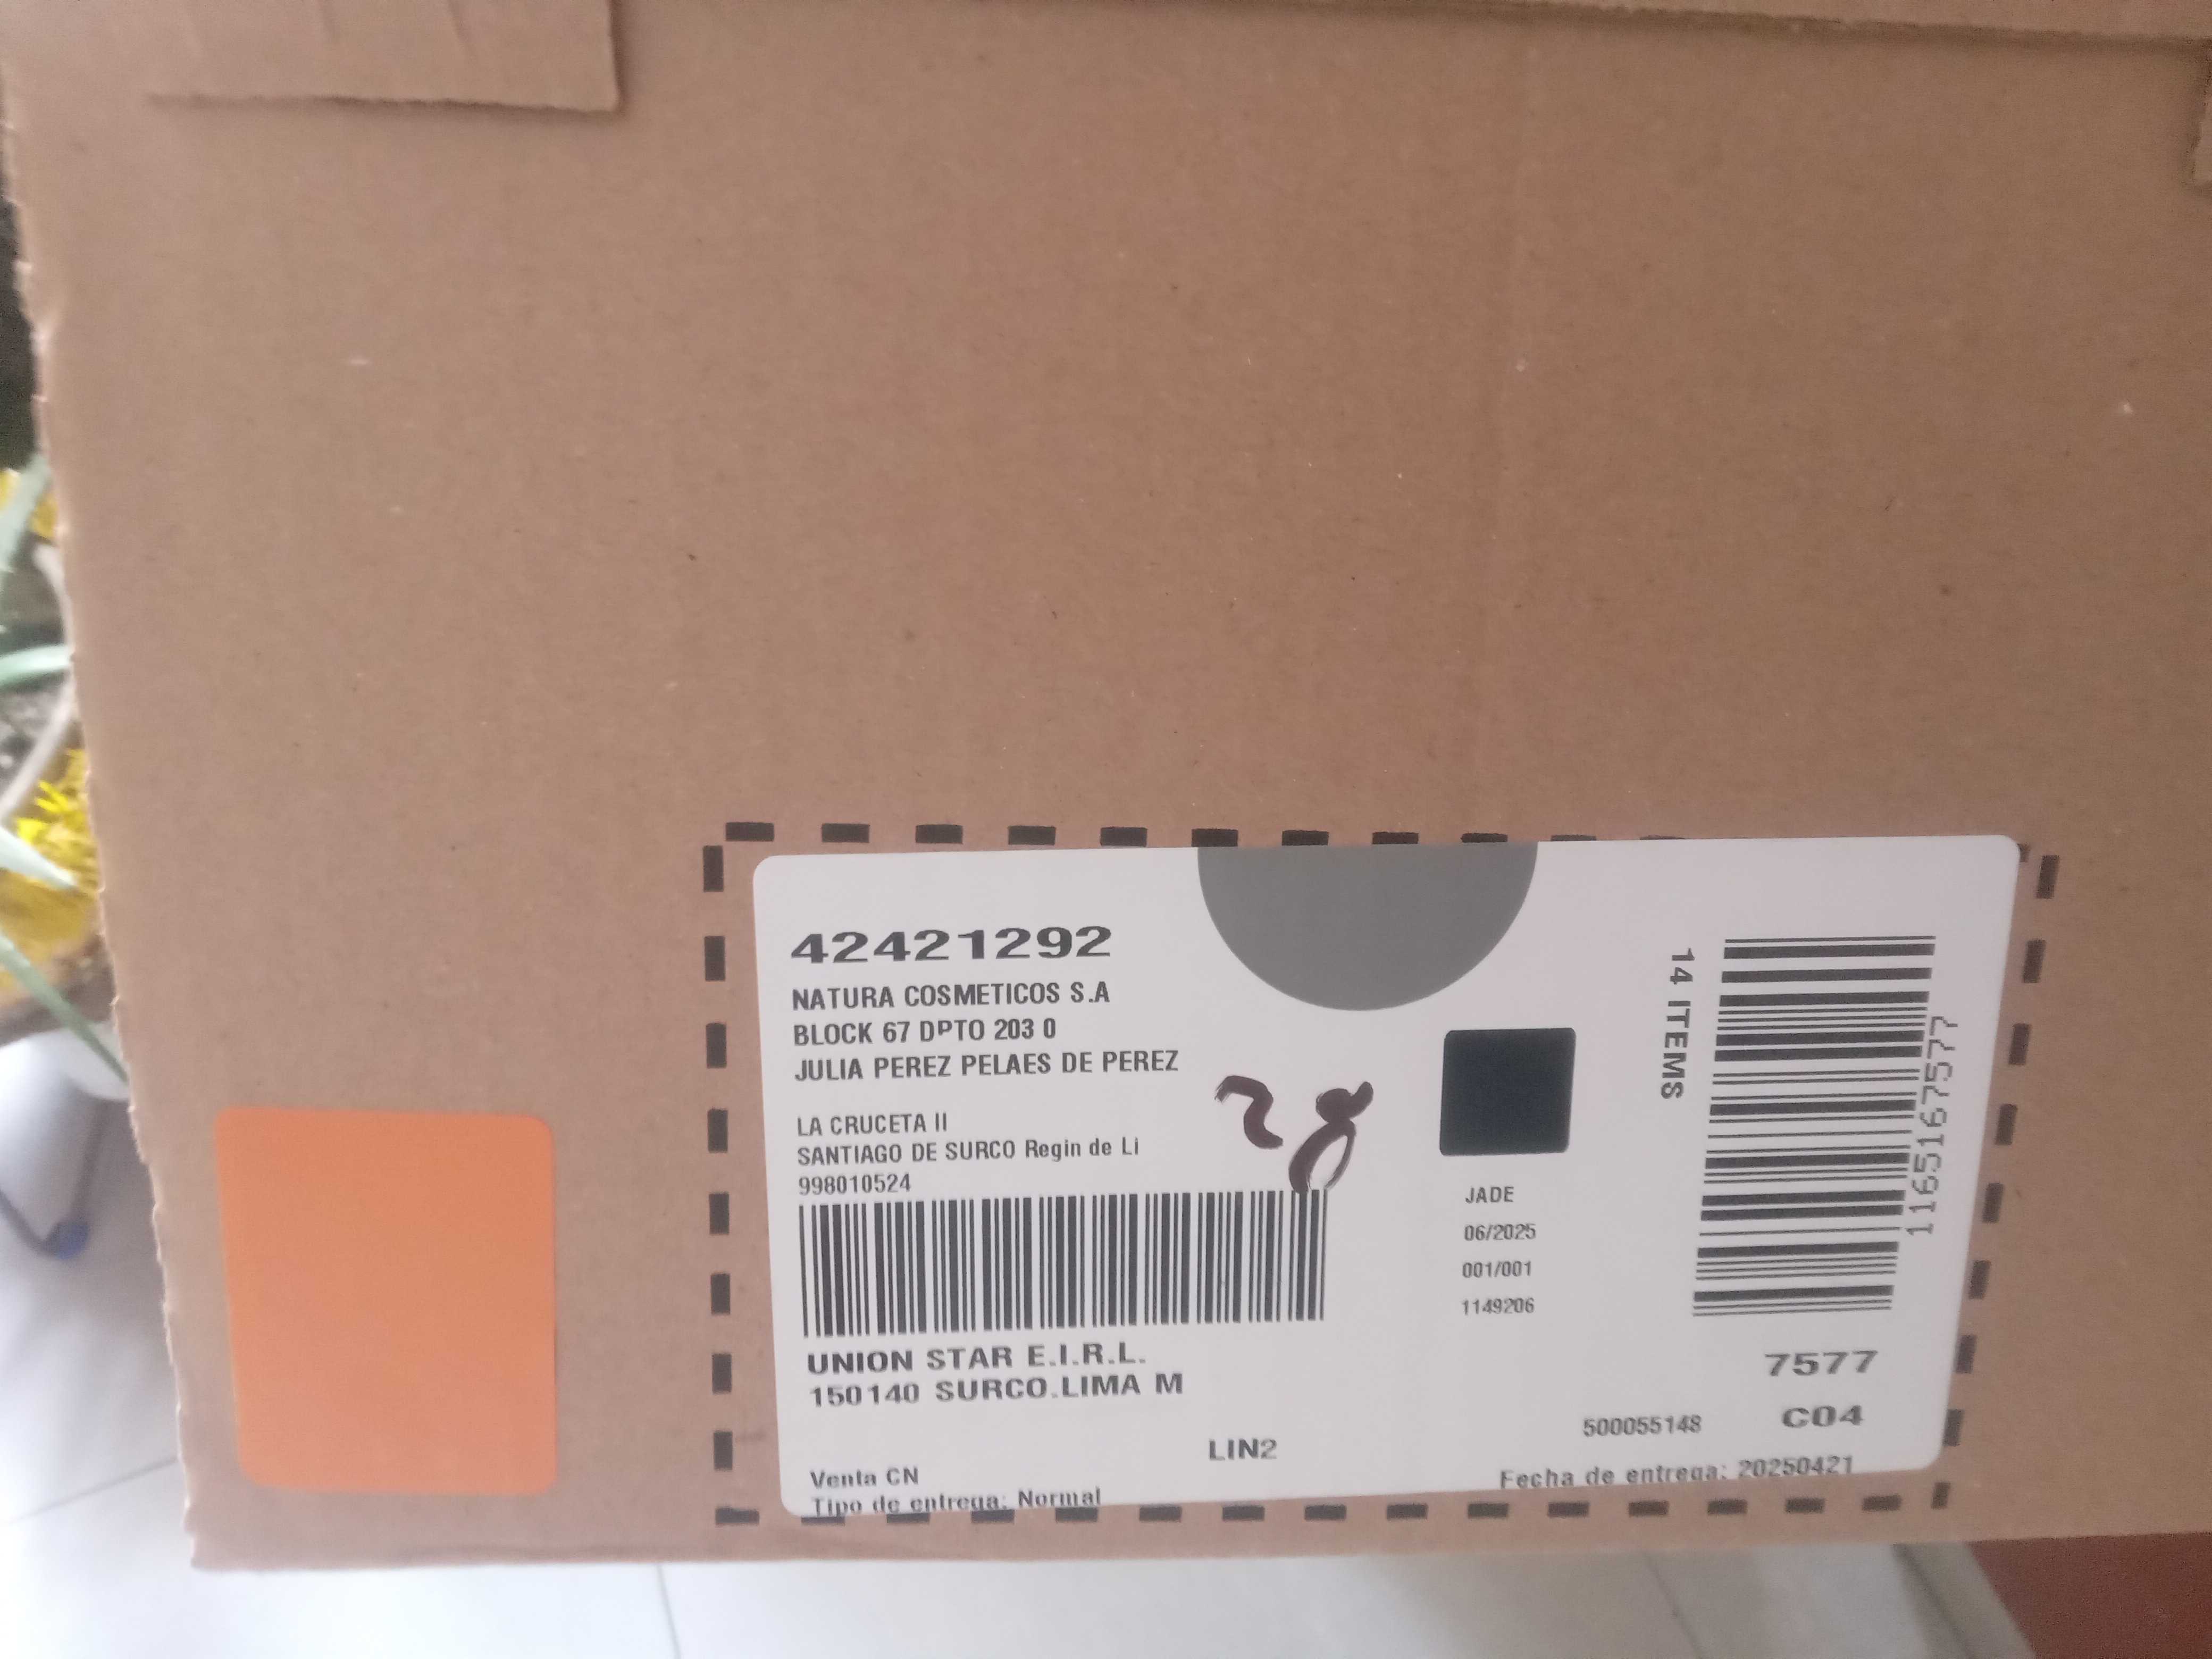 42421292
NATURA COSMETICOS S.A
BLOCK 67 DPTO 203 0
JULIA PEREZ PELAES DE PEREZ
28
LA CRUCETA II
SANTIAGO DE SURCO Regin de Li
998010524
UNION STAR E.I.R.L.
150140 SURCO.LIMA M
LIN2
Venta CN
Tipo de entrega: Normal
JADE
06/2025
001/001
1149206
14 ITEMS
1165167577
7577
C04
500055148
Fecha de entrega: 20250421